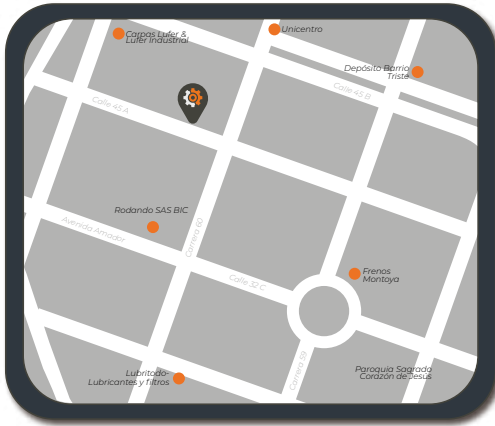 Carpas Lufer &
Lufer Industrial
Unicentro
Depósito Barrio
Triste
Calle 45 A
Calle 45 B
Rodando SAS BIC
Avenida Amador
Carrera 60
Calle 32 C
Frenos
Montoya
Carrera 59
Paroquia Sagrado
Corazón de Jesús
Lubritodo-
Lubricantes y filtros